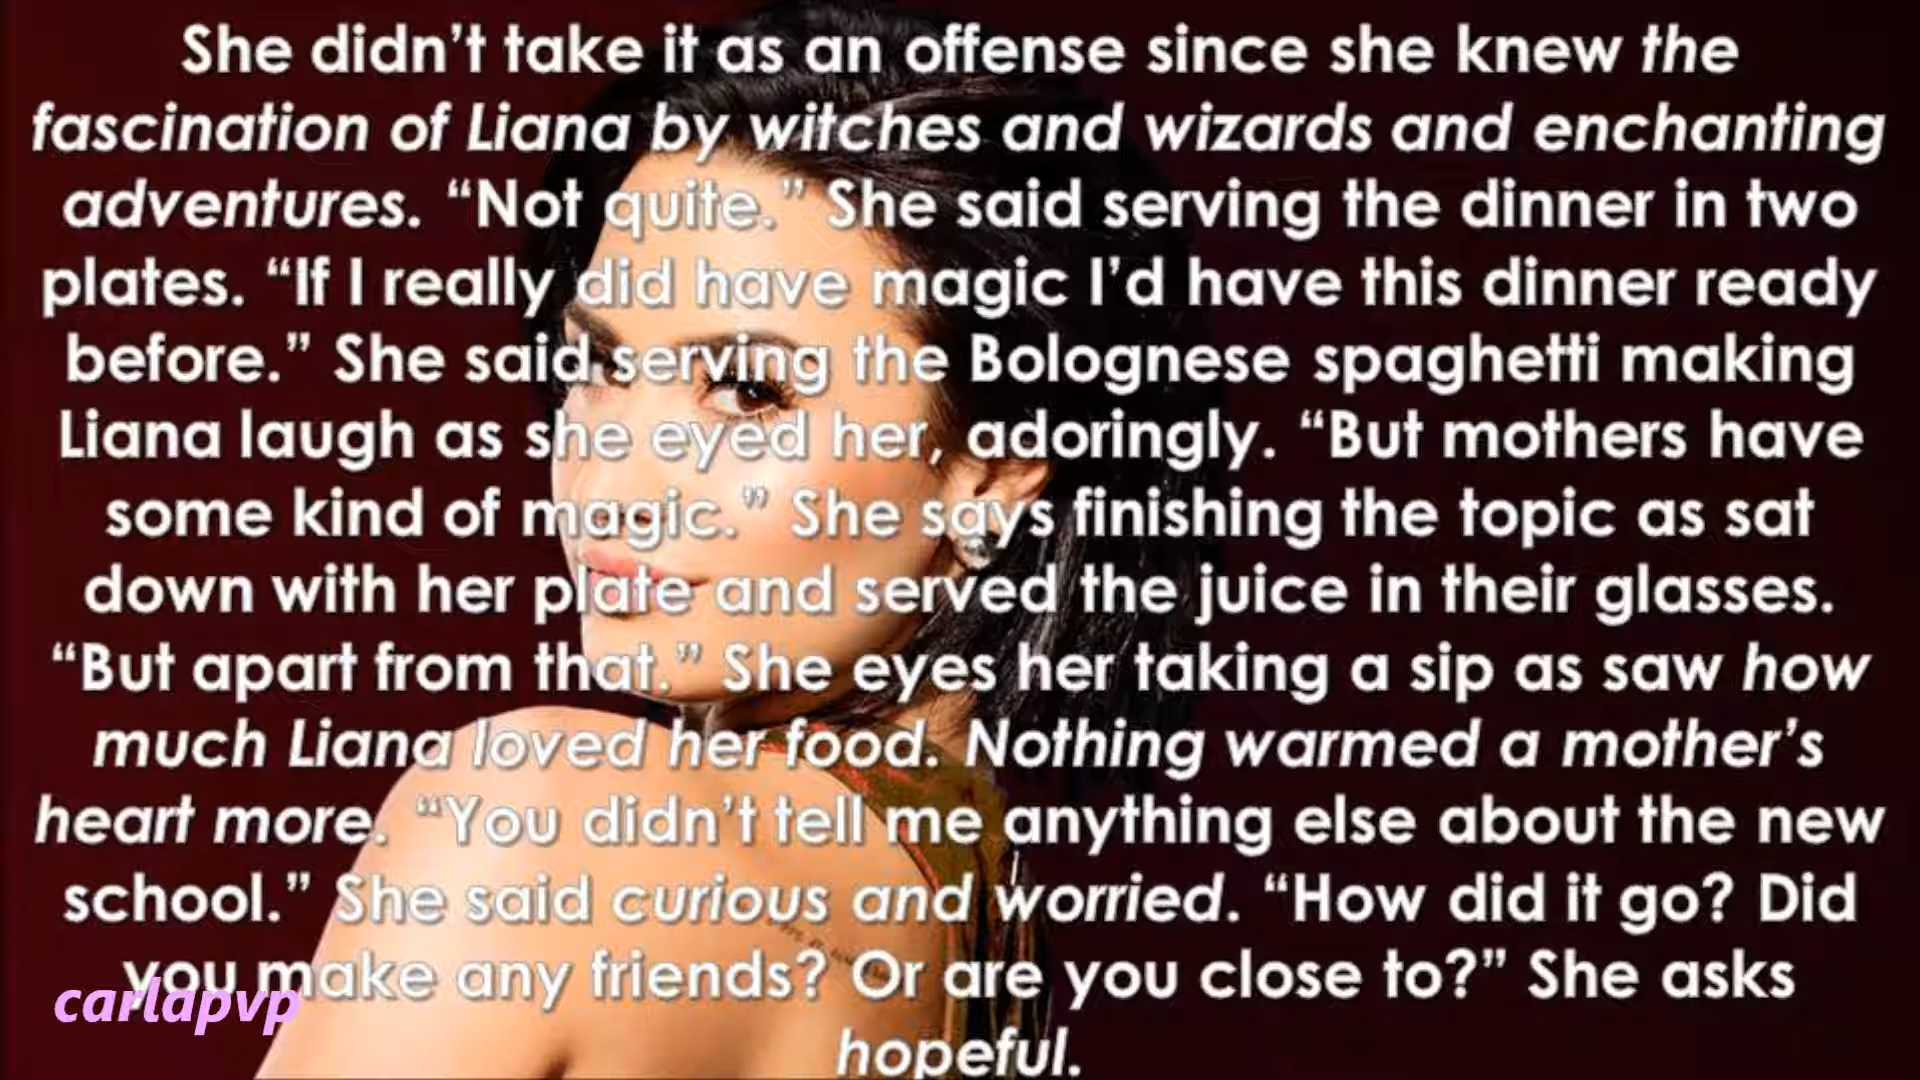 She didn’t take it as an offense since she knew the
fascination of Liana by witches and wizards and enchanting
adventures. “Not quite.” She said serving the dinner in two
plates. “If I really did have magic I’d have this dinner ready
before.” She said serving the Bolognese spaghetti making
Liana laugh as she eyed her, adoringly. “But mothers have
some kind of magic.” She says finishing the topic as sat
down with her plate and served the juice in their glasses.
“But apart from that.” She eyes her taking a sip as saw how
much Liana loved her food. Nothing warmed a mother’s
heart more. “You didn’t tell me anything else about the new
school.” She said curious and worried. “How did it go? Did
you make any friends? Or are you close to?” She asks
hopeful.
carlapvp